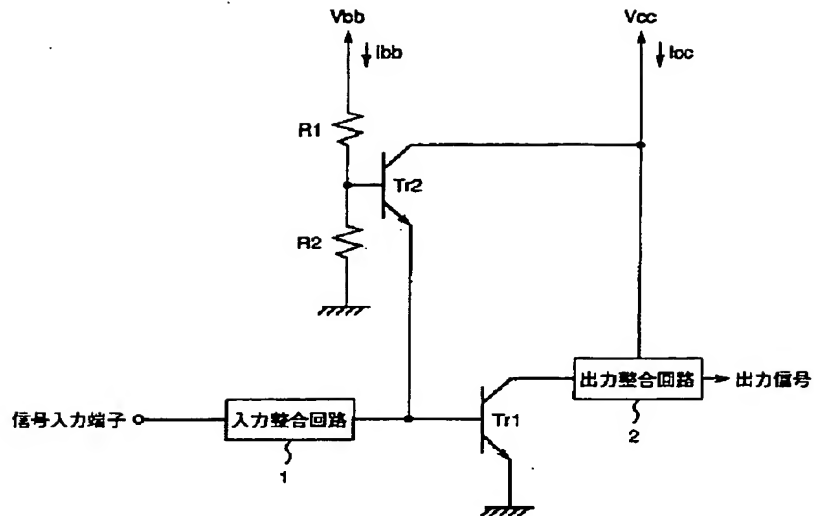 Vbb
Vcc
Ibb
Icc
R1
Tr2
R2
出力整合回路
出力信号
信号入力端子
入力整合回路
Tr1
2
1